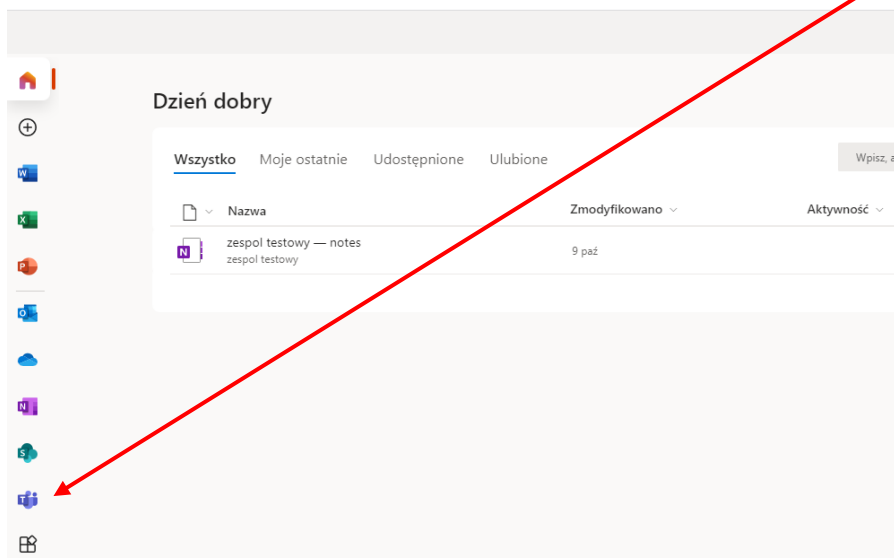 Dzień dobry
Wszystko Moje ostatnie Udostępnione Ulubione
Wpisz, a
Nazwa Zmodyfikowano Aktywność
zespol testowy — notes
zespol testowy
9 paź